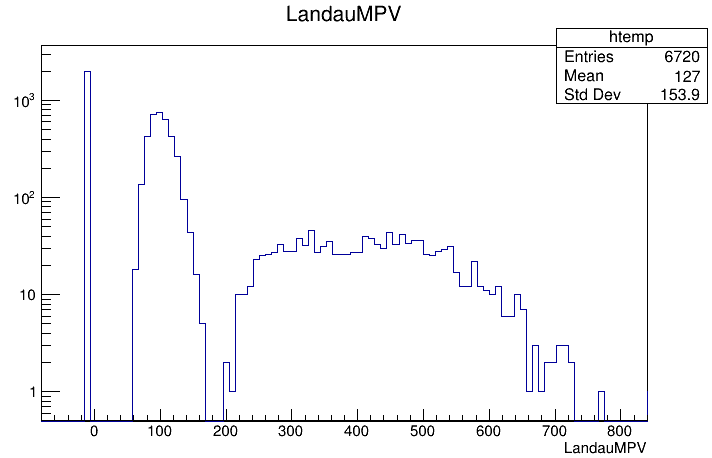 LandauMPV
htemp
Entries 6720
Mean 127
Std Dev 153.9
10³
10²
10
1
0 100 200 300 400 500 600 700 800
LandauMPV